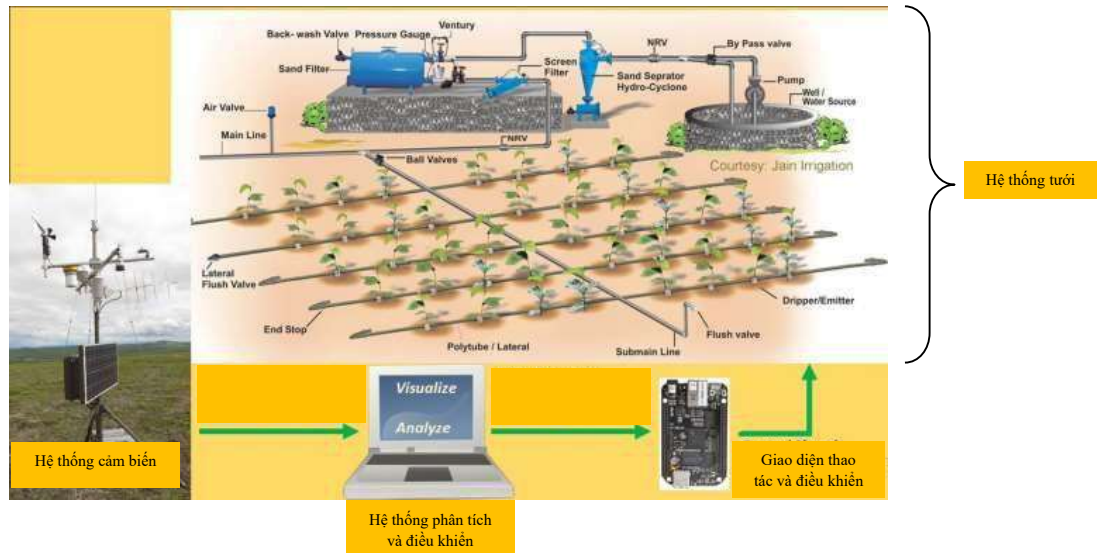 Ventury
Back- wash Valve
Pressure Gauge
NRV
By Pass valve
Screen
Filter
Sand Filter
Sand Seprator
Hydro-Cyclone
Pump
Well /
Water Source
Air Valve
Main Line
NRV
Ball Valves
Courtesy: Jain Irrigation
Hệ thống tưới
Lateral
Flush Valve
Dripper/Emitter
End Stop
Flush valve
Polytube / Lateral
Submain Line
Visualize
Analyze
Hệ thống cảm biến
Giao diện thao
tác và điều khiển
Hệ thống phân tích
và điều khiển